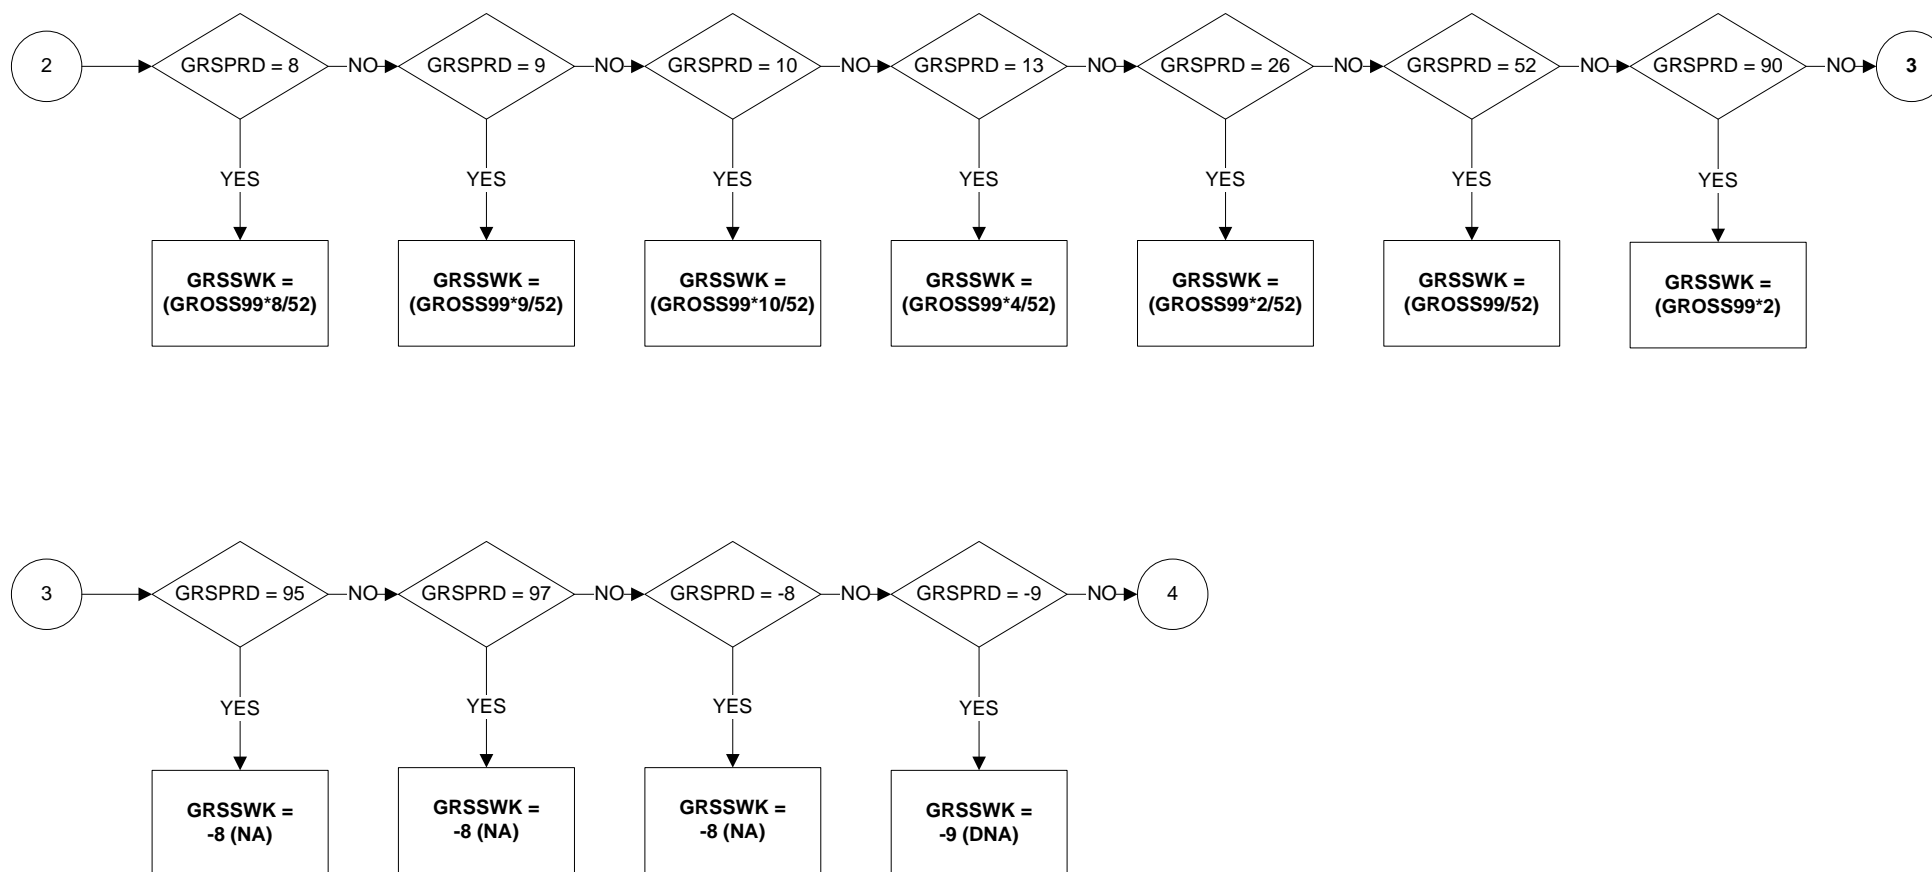 2
GRSPRD = 8
NO
GRSPRD = 9
NO
GRSPRD = 10
NO
GRSPRD = 13
NO
GRSPRD = 26
NO
GRSPRD = 52
NO
GRSPRD = 90
NO
3
YES
YES
YES
YES
YES
YES
YES
GRSSWK =
(GROSS99*8/52)
GRSSWK =
(GROSS99*9/52)
GRSSWK =
(GROSS99*10/52)
GRSSWK =
(GROSS99*4/52)
GRSSWK =
(GROSS99*2/52)
GRSSWK =
(GROSS99/52)
GRSSWK =
(GROSS99*2)
3
GRSPRD = 95
NO
GRSPRD = 97
NO
GRSPRD = -8
NO
GRSPRD = -9
NO
4
YES
YES
YES
YES
GRSSWK =
-8 (NA)
GRSSWK =
-8 (NA)
GRSSWK =
-8 (NA)
GRSSWK =
-9 (DNA)